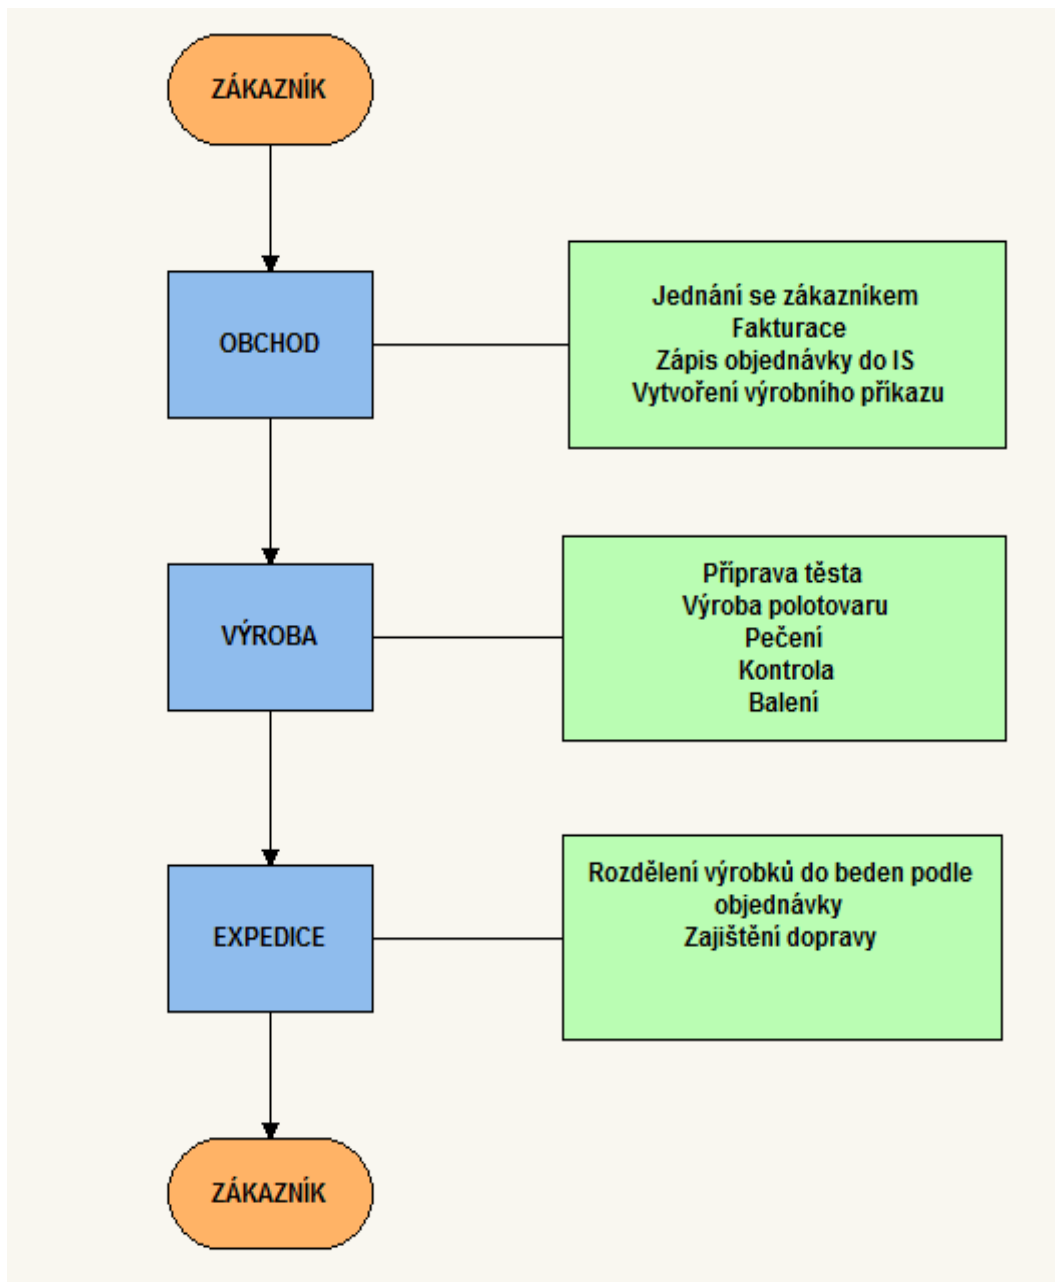 ZÁKAZNÍK
OBCHOD
Jednání se zákazníkem
Fakturace
Zápis objednávky do IS
Vytvoření výrobního příkazu
VÝROBA
Příprava těsta
Výroba polotovaru
Pečení
Kontrola
Balení
EXPEDICE
Rozdělení výrobků do beden podle
objednávky
Zajištění dopravy
ZÁKAZNÍK